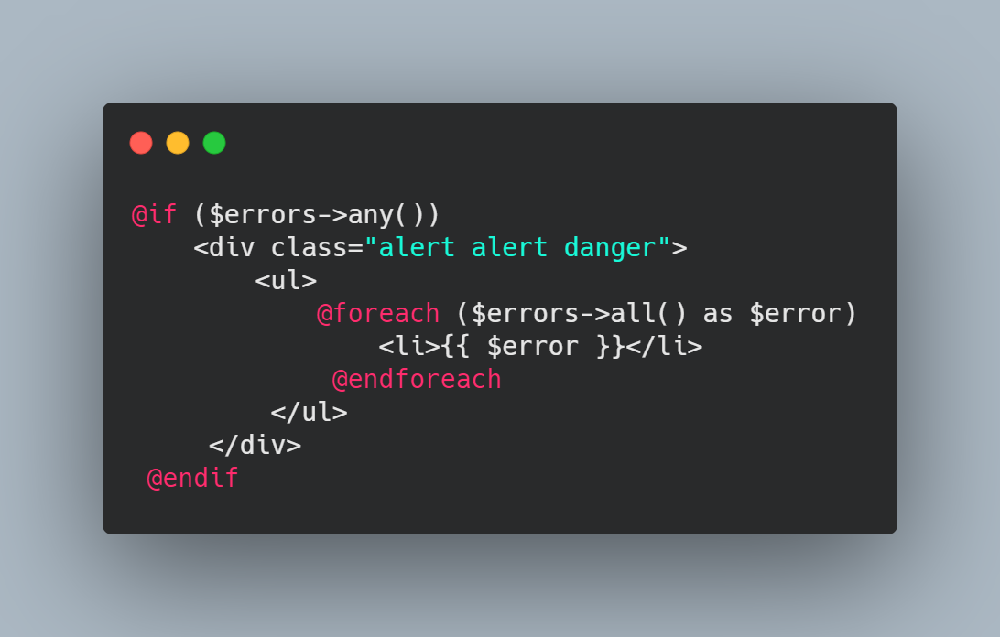 @if ($errors->any())
    <div class="alert alert danger">
        <ul>
            @foreach ($errors->all() as $error)
                <li>{{ $error }}</li>
             @endforeach
         </ul>
     </div>
 @endif